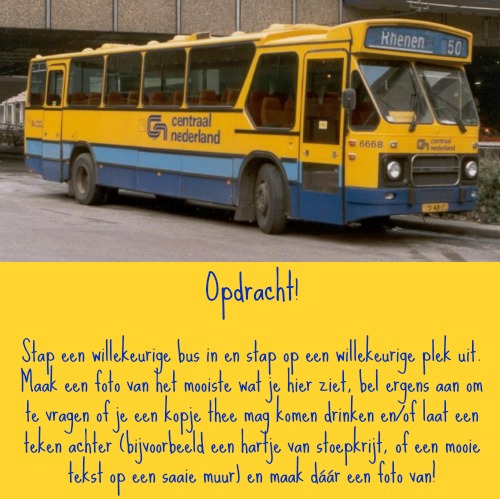 Rhenen 50
centraal
nederland
6668
centraal
nederland
Opdracht!
Stap een willekeurige bus in en stap op een willekeurige plek uit.
Maak een foto van het mooiste wat je hier ziet, bel ergens aan om
te vragen of je een kopje thee mag komen drinken en/of laat een
teken achter (bijvoorbeeld een hartje van stoepkrijt, of een mooie
tekst op een saaie muur) en maak dáár een foto van!